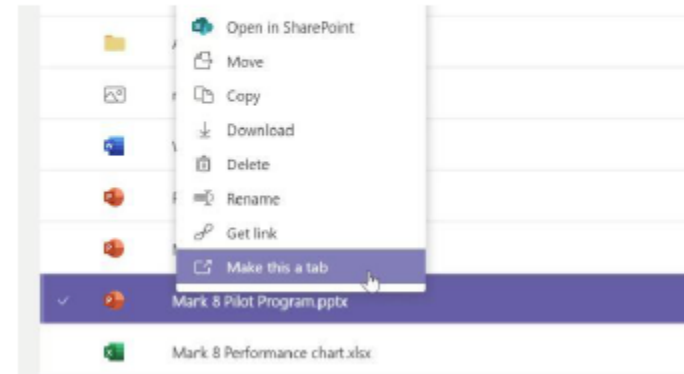 Open in SharePoint
Move
Copy
Download
Delete
Rename
Get link
Make this a tab
Mark 8 Pilot Program.pptx
Mark 8 Performance chart.xlsx